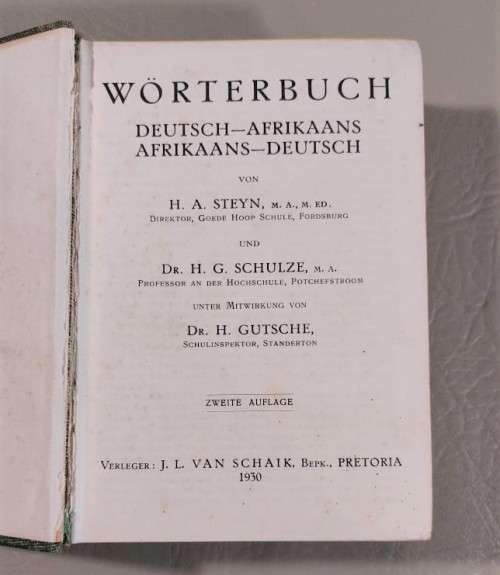 WÖRTERBUCH
DEUTSCH—AFRIKAANS
AFRIKAANS—DEUTSCH
VON
H. A. STEYN, M. A., M. ED.
DIREKTOR, GOEDE HOOP SCHULE, FORDSBURG
UND
DR. H. G. SCHULZE, M. A.
PROFESSOR AN DER HOCHSCHULE, POTCHEFSTROOM
UNTER MITWIRKUNG VON
DR. H. GUTSCHE,
SCHULINSPEKTOR, STANDERTON
ZWEITE AUFLAGE
VERLEGER: J. L. VAN SCHAIK, BEPK., PRETORIA
1930